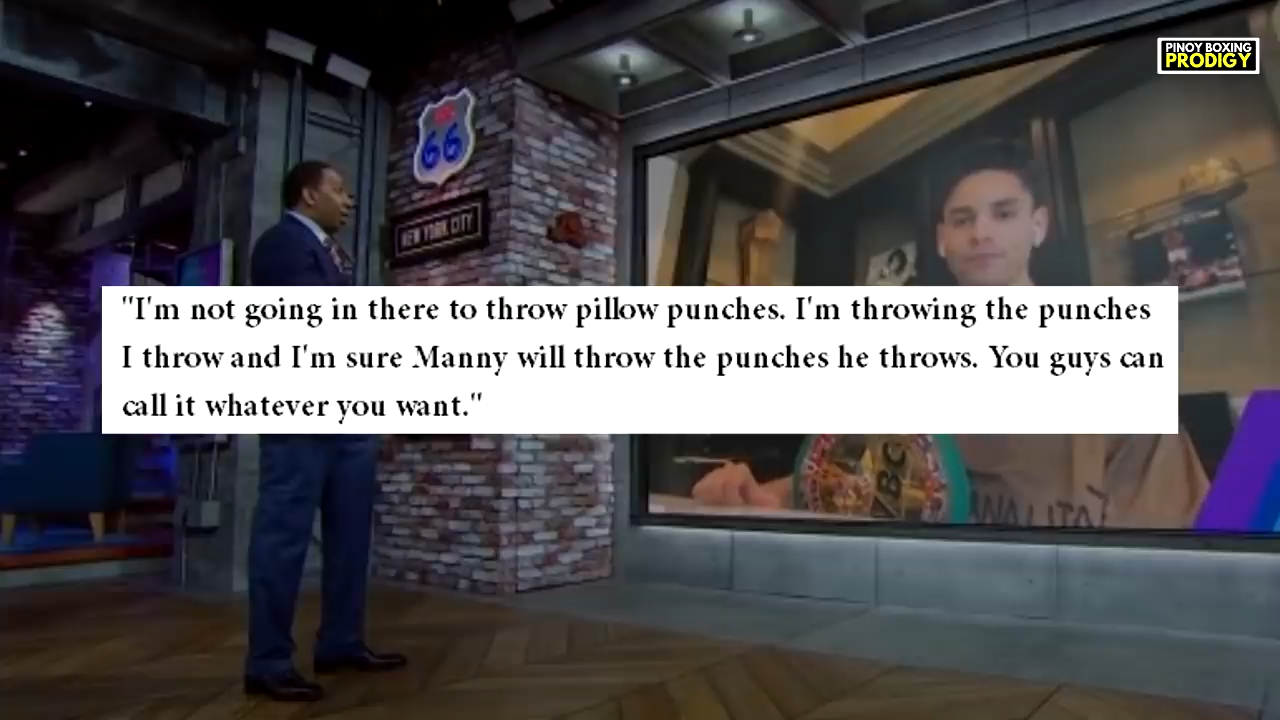 PINOY BOXING
PRODIGY
66
NEW YORK CITY
"I'm not going in there to throw pillow punches. I'm throwing the punches
I throw and I'm sure Manny will throw the punches he throws. You guys can
call it whatever you want."
WBC